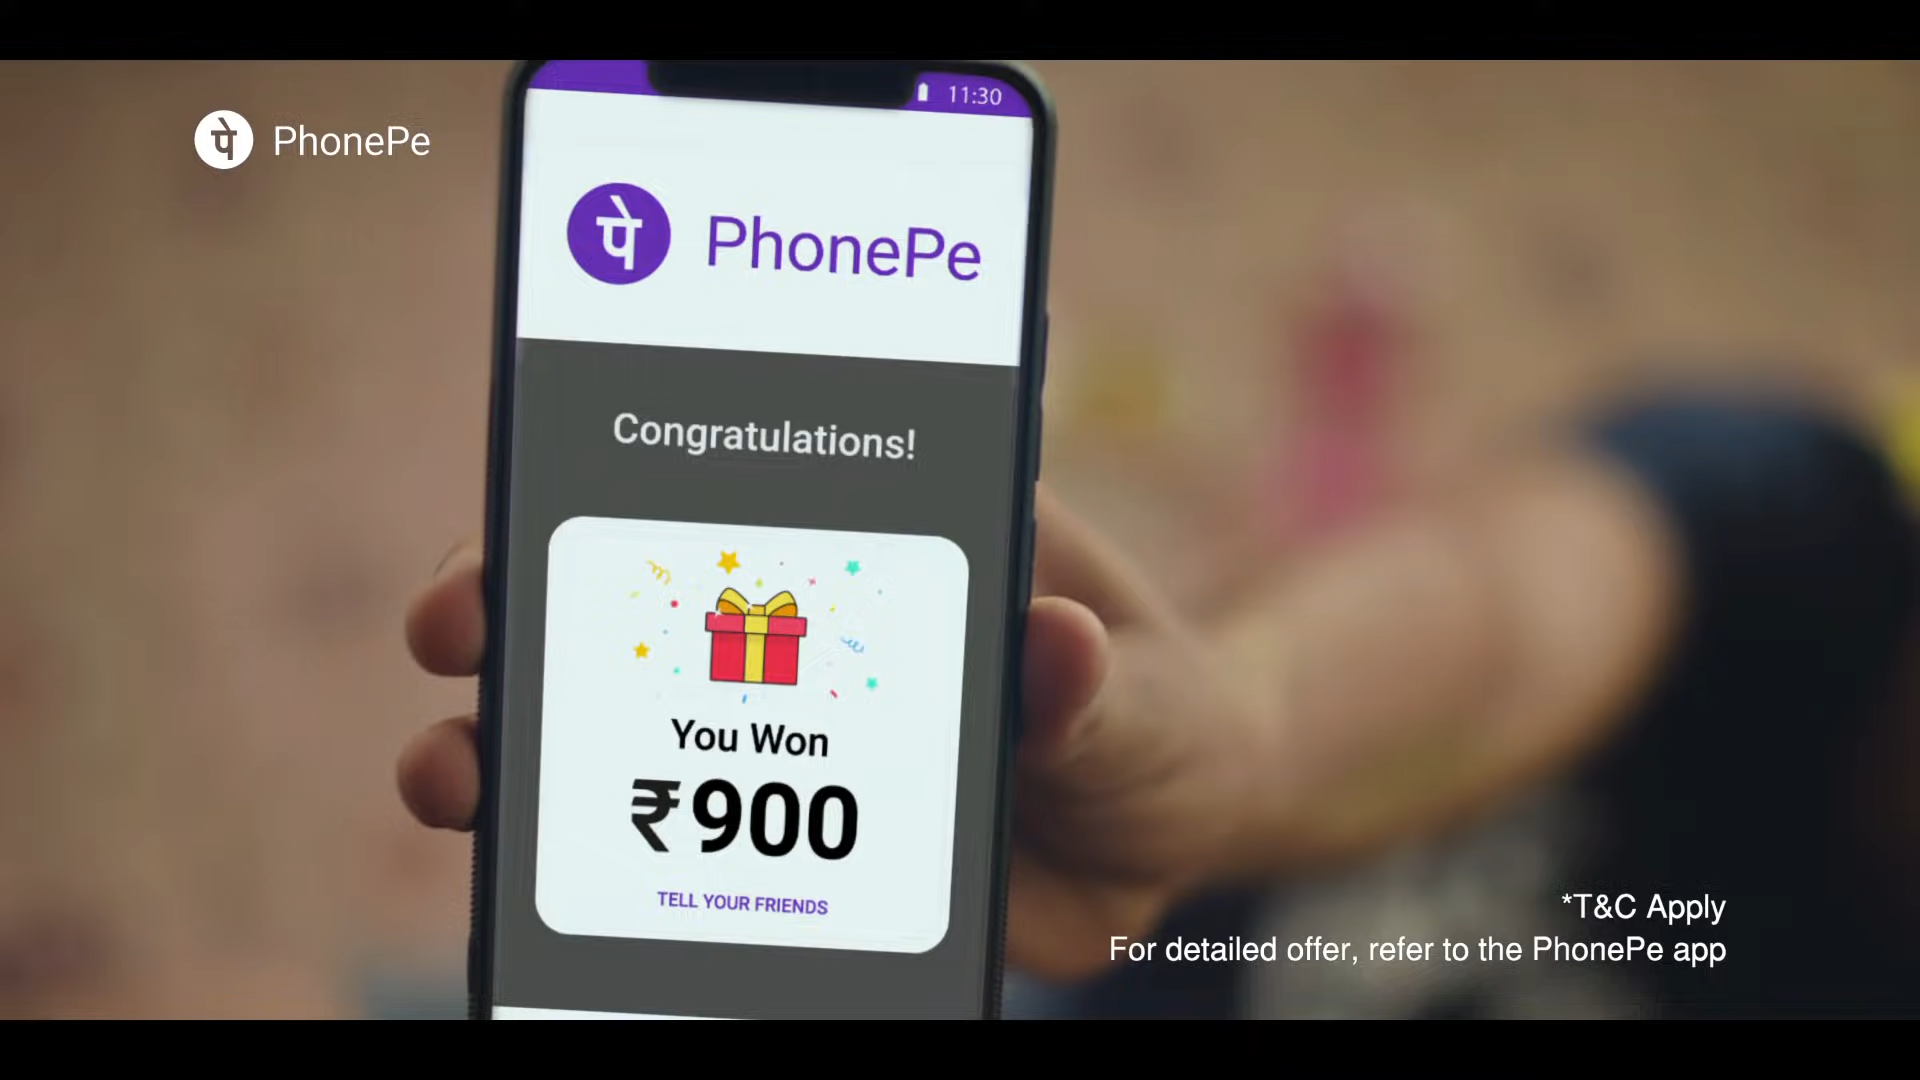 पे PhonePe
11:30
पे PhonePe
Congratulations!
You Won
₹900
TELL YOUR FRIENDS
*T&C Apply
For detailed offer, refer to the PhonePe app